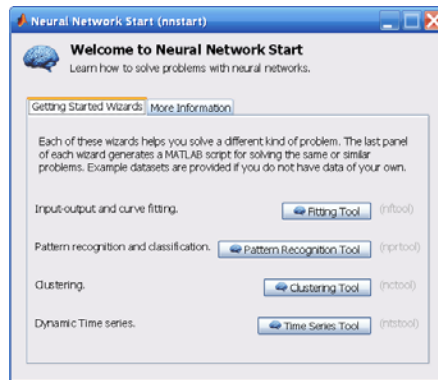 Neural Network Start (nnstart)
Welcome to Neural Network Start
Learn how to solve problems with neural networks.
Getting Started Wizards More Information
Each of these wizards helps you solve a different kind of problem. The last panel
of each wizard generates a MATLAB script for solving the same or similar
problems. Example datasets are provided if you do not have data of your own.
Input-output and curve fitting. Fitting Tool (nftool)
Pattern recognition and classification. Pattern Recognition Tool (nprtool)
Clustering. Clustering Tool (nctool)
Dynamic Time series. Time Series Tool (ntstool)